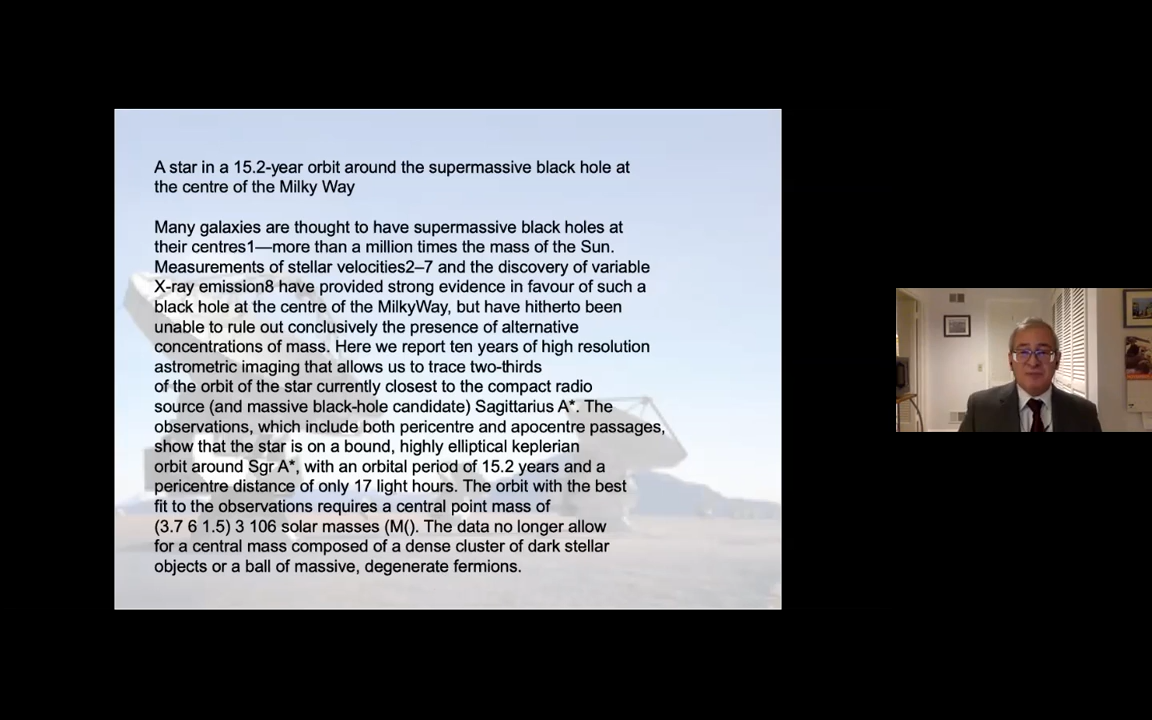 A star in a 15.2-year orbit around the supermassive black hole at
the centre of the Milky Way
Many galaxies are thought to have supermassive black holes at
their centres1—more than a million times the mass of the Sun.
Measurements of stellar velocities2–7 and the discovery of variable
X-ray emission8 have provided strong evidence in favour of such a
black hole at the centre of the MilkyWay, but have hitherto been
unable to rule out conclusively the presence of alternative
concentrations of mass. Here we report ten years of high resolution
astrometric imaging that allows us to trace two-thirds
of the orbit of the star currently closest to the compact radio
source (and massive black-hole candidate) Sagittarius A*. The
observations, which include both pericentre and apocentre passages,
show that the star is on a bound, highly elliptical keplerian
orbit around Sgr A*, with an orbital period of 15.2 years and a
pericentre distance of only 17 light hours. The orbit with the best
fit to the observations requires a central point mass of
(3.7 6 1.5) 3 106 solar masses (M(). The data no longer allow
for a central mass composed of a dense cluster of dark stellar
objects or a ball of massive, degenerate fermions.